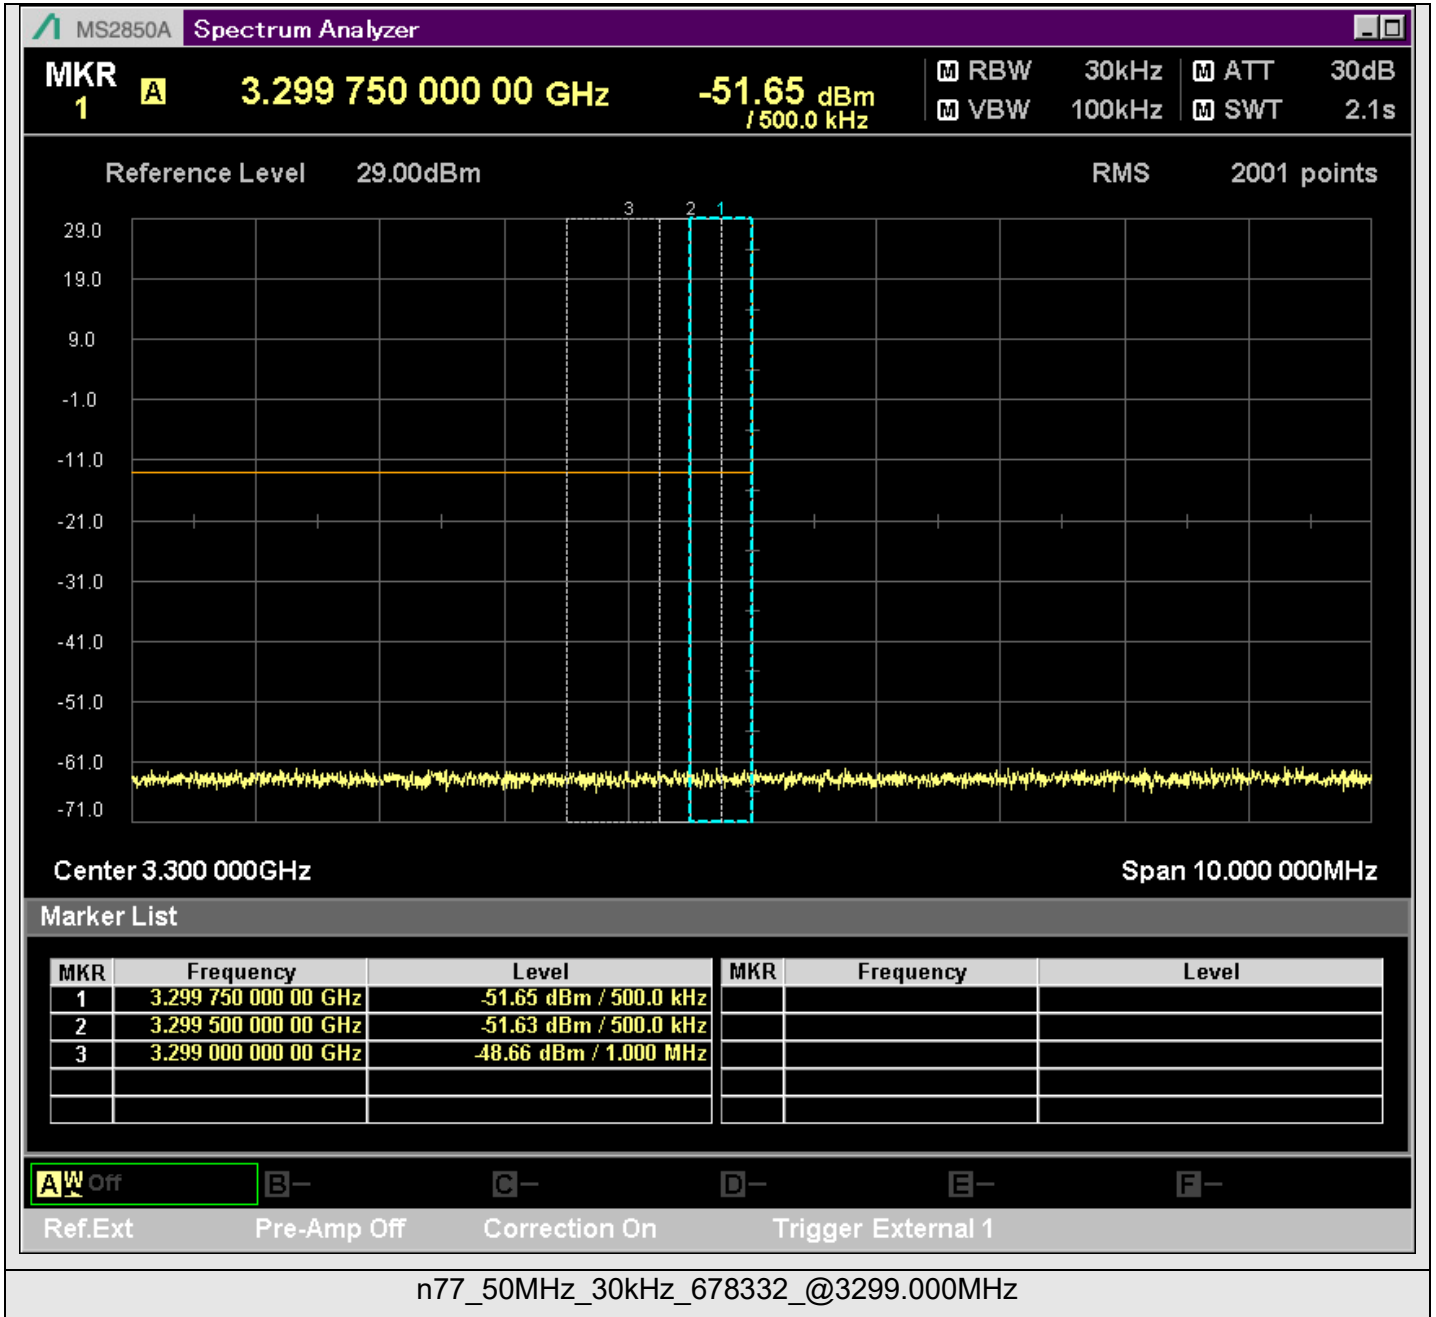 MS2850A Spectrum Analyzer
MKR 1 A 3.299 750 000 00 GHz -51.65 dBm / 500.0 kHz
M RBW 30kHz M ATT 30dB
M VBW 100kHz M SWT 2.1s
Reference Level 29.00dBm RMS 2001 points
3 2 1
29.0
19.0
9.0
-1.0
-11.0
-21.0
-31.0
-41.0
-51.0
-61.0
-71.0
Center 3.300 000GHz Span 10.000 000MHz
Marker List
MKR Frequency Level MKR Frequency Level
1 3.299 750 000 00 GHz -51.65 dBm / 500.0 kHz
2 3.299 500 000 00 GHz -51.63 dBm / 500.0 kHz
3 3.299 000 000 00 GHz -48.66 dBm / 1.000 MHz
A W Off B - C - D - E - F -
Ref.Ext Pre-Amp Off Correction On Trigger External 1
n77_50MHz_30kHz_678332_@3299.000MHz